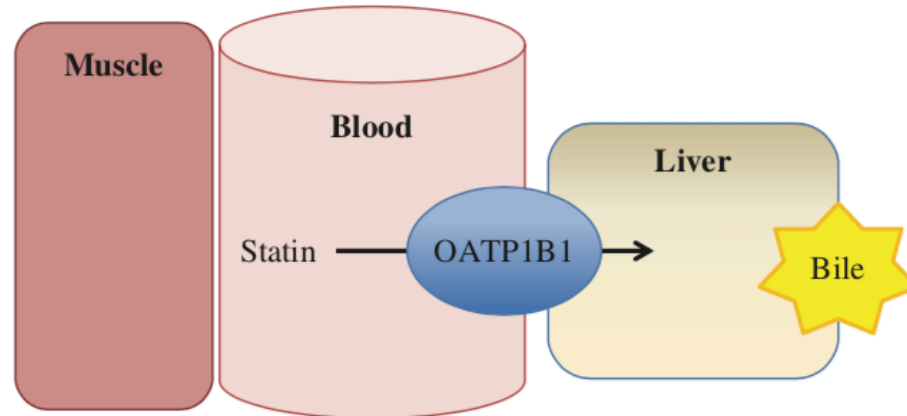 Muscle
Blood
Liver
Statin
OATP1B1
Bile